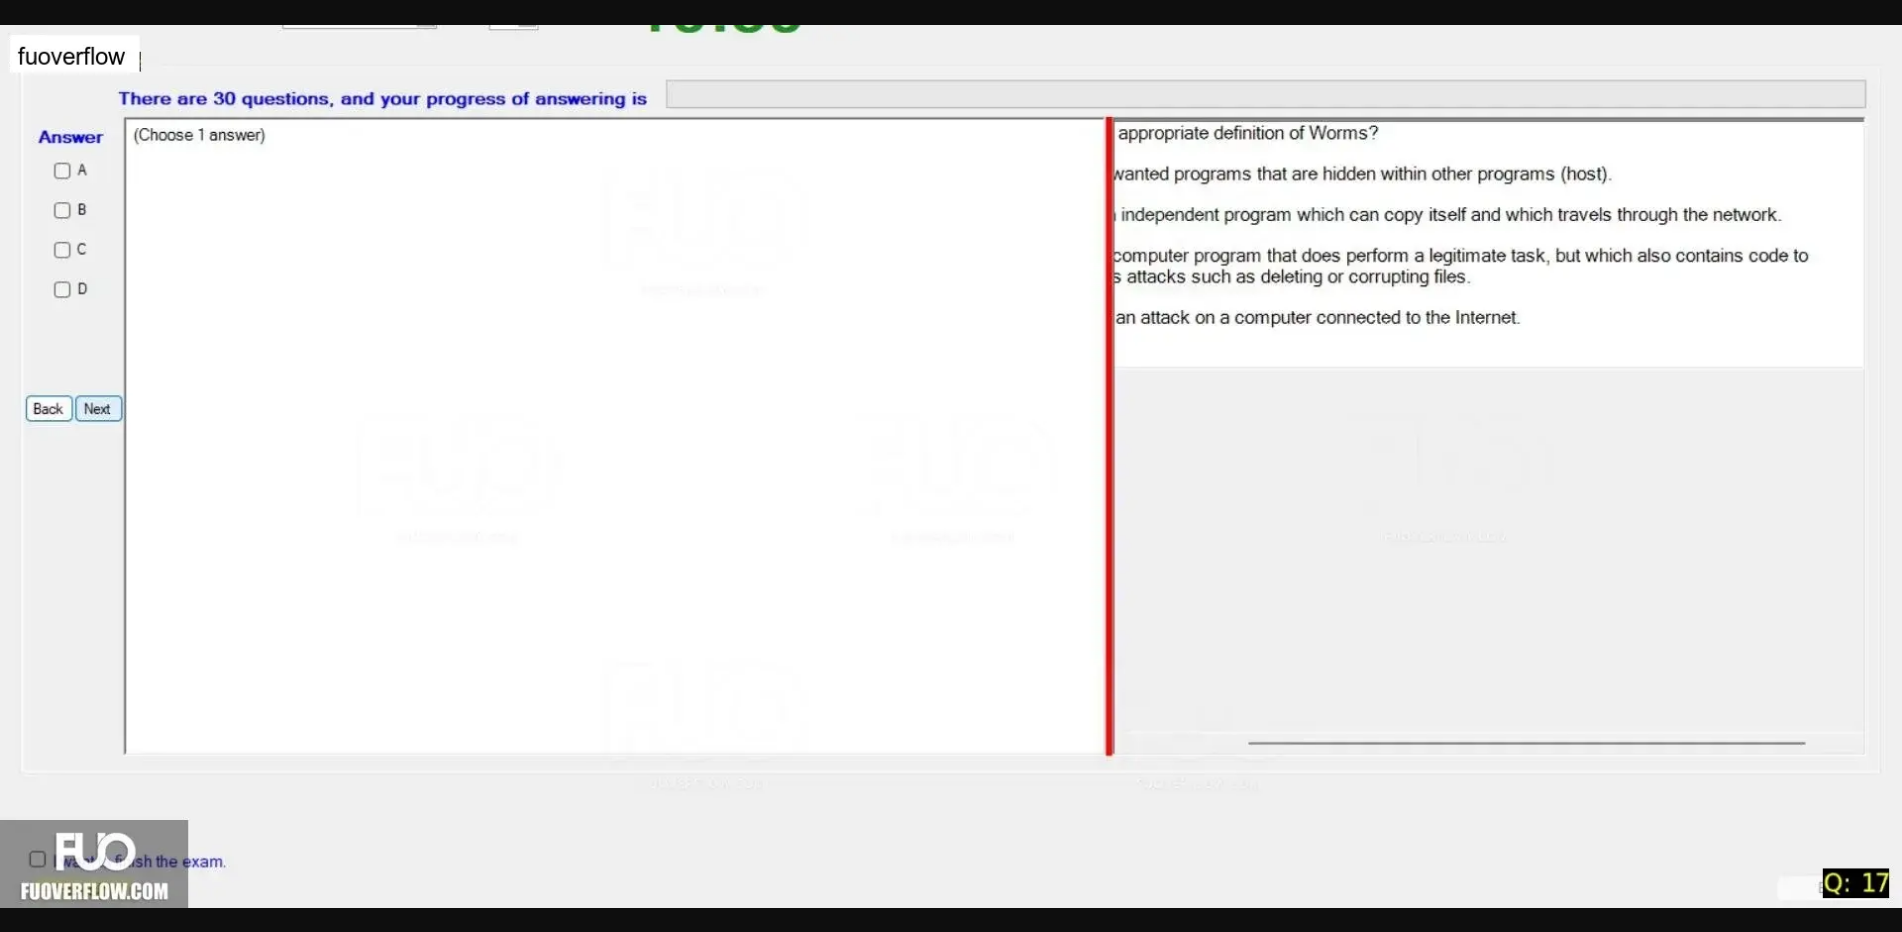 fuoverflow
There are 30 questions, and your progress of answering is
Answer
(Choose 1 answer)
A
B
C
D
Back Next
appropriate definition of Worms?
wanted programs that are hidden within other programs (host).
independent program which can copy itself and which travels through the network.
computer program that does perform a legitimate task, but which also contains code to
s attacks such as deleting or corrupting files.
an attack on a computer connected to the Internet.
the exam.
FUO
FUOVERFLOW.COM
Q: 17